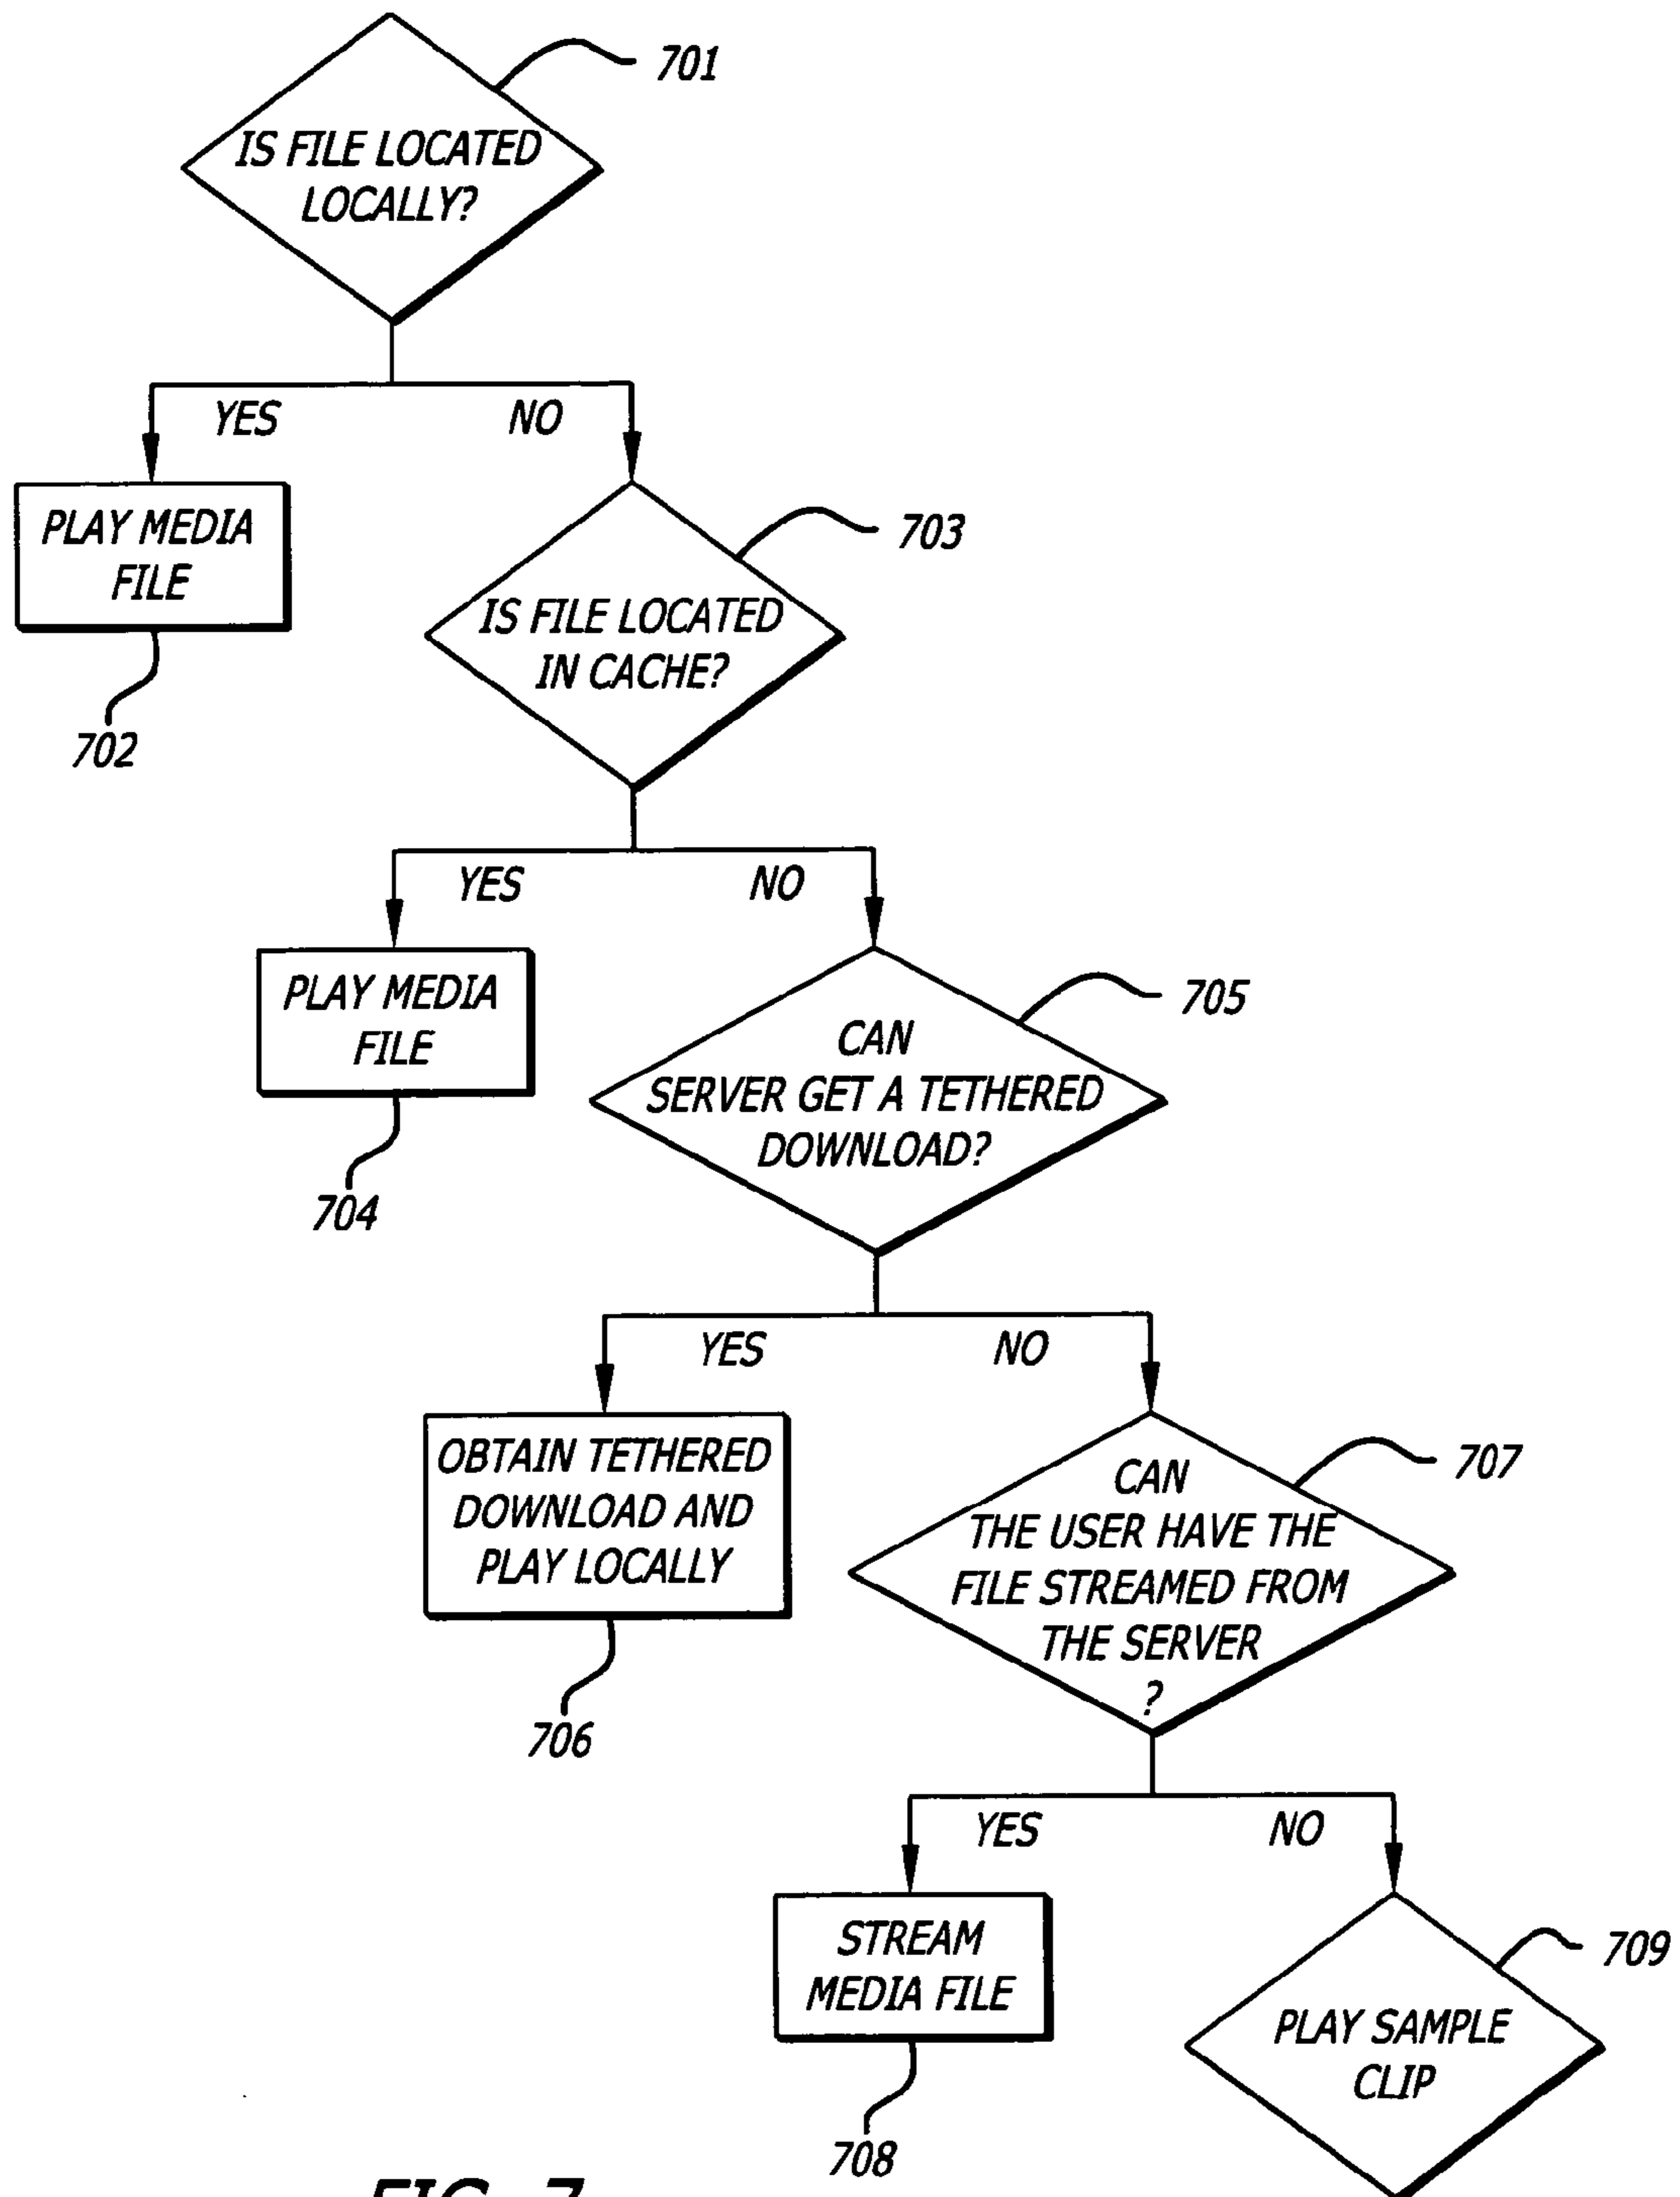 701
IS FILE LOCATED
LOCALLY?
YES
NO
PLAY MEDIA
FILE
702
703
IS FILE LOCATED
IN CACHE?
YES
NO
PLAY MEDIA
FILE
704
705
CAN
SERVER GET A TETHERED
DOWNLOAD?
YES
NO
OBTAIN TETHERED
DOWNLOAD AND
PLAY LOCALLY
706
707
CAN
THE USER HAVE THE
FILE STREAMED FROM
THE SERVER
?
YES
NO
STREAM
MEDIA FILE
708
709
PLAY SAMPLE
CLIP
FIG. 7